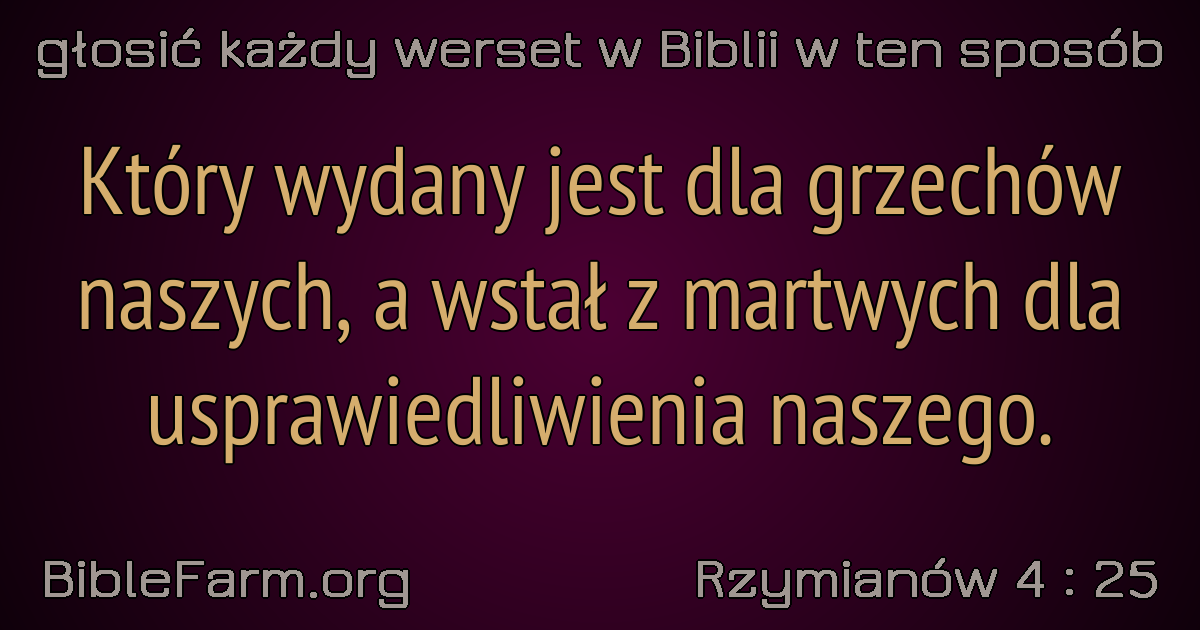 głosić każdy werset w Biblii w ten sposób
Który wydany jest dla grzechów
naszych, a wstał z martwych dla
usprawiedliwienia naszego.
BibleFarm.org
Rzymianów 4 : 25